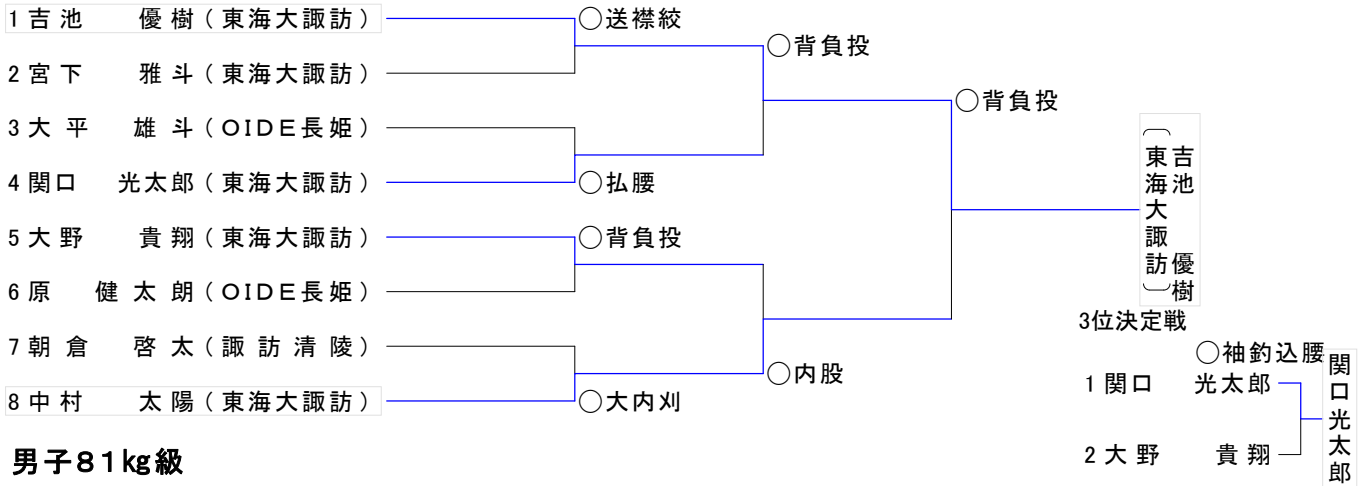 1 吉池 優樹(東海大諏訪)
○送襟絞
○背負投
2 宮下 雅斗(東海大諏訪)
○背負投
3 大平 雄斗(OIDE長姫)
4 関口 光太郎(東海大諏訪)
○払腰
吉池 優樹
(東海大諏訪)
5 大野 貴翔(東海大諏訪)
○背負投
6 原 健太朗(OIDE長姫)
7 朝倉 啓太(諏訪清陵)
○内股
8 中村 太陽(東海大諏訪)
○大内刈
3位決定戦
○袖釣込腰
1 関口 光太郎
2 大野 貴翔
関口光太郎
男子81kg級